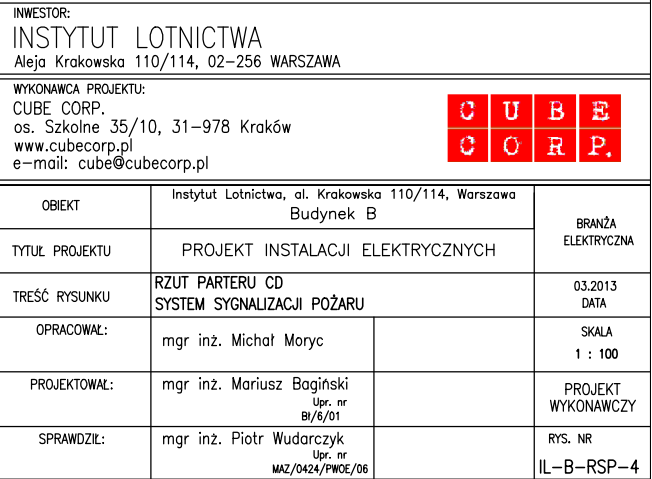 INWESTOR:
INSTYTUT LOTNICTWA
Aleja Krakowska 110/114, 02-256 WARSZAWA
WYKONAWCA PROJEKTU:
CUBE CORP.
os. Szkolne 35/10, 31-978 Kraków
www.cubecorp.pl
e-mail: cube@cubecorp.pl
CUBE
CORP.
OBIEKT
Instytut Lotnictwa, al. Krakowska 110/114, Warszawa
Budynek B
BRANŻA
ELEKTRYCZNA
TYTUŁ PROJEKTU
PROJEKT INSTALACJI ELEKTRYCZNYCH
TREŚĆ RYSUNKU
RZUT PARTERU CD
SYSTEM SYGNALIZACJI POŻARU
03.2013
DATA
OPRACOWAŁ:
mgr inż. Michał Moryc
SKALA
1 : 100
PROJEKTOWAŁ:
mgr inż. Mariusz Bagiński
Upr. nr
Bł/6/01
PROJEKT
WYKONAWCZY
SPRAWDZIŁ:
mgr inż. Piotr Wudarczyk
Upr. nr
MAZ/0424/PWOE/06
RYS. NR
IL-B-RSP-4